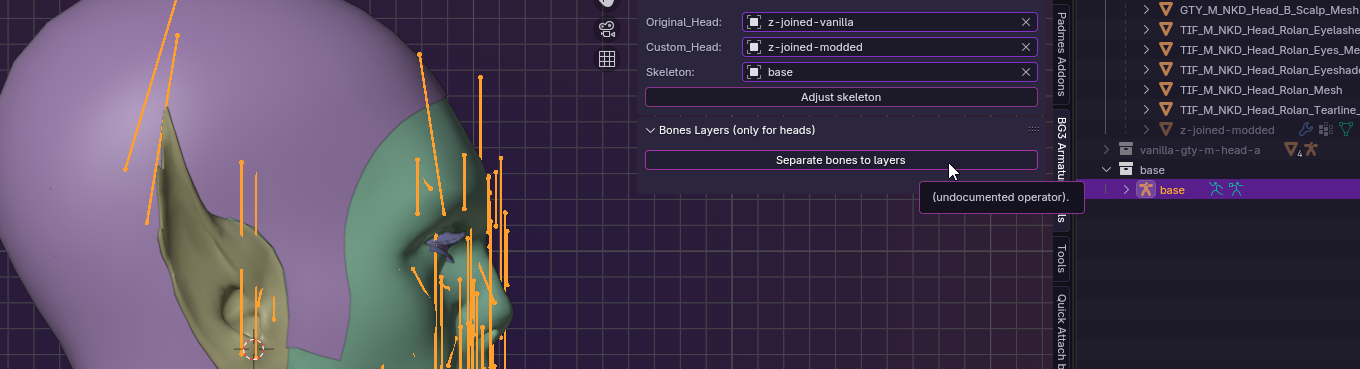 Original_Head:
z-joined-vanilla
Custom_Head:
z-joined-modded
Skeleton:
base
Adjust skeleton
Bones Layers (only for heads)
Separate bones to layers
(undocumented operator).
Padmes Addons
BG3 Armatu
Tools
Quick Attach b
GTY_M_NKD_Head_B_Scalp_Mesh
TIF_M_NKD_Head_Rolan_Eyelashe
TIF_M_NKD_Head_Rolan_Eyes_Me
TIF_M_NKD_Head_Rolan_Eyeshad
TIF_M_NKD_Head_Rolan_Mesh
TIF_M_NKD_Head_Rolan_Tearline_
z-joined-modded
vanilla-gty-m-head-a
4
base
base